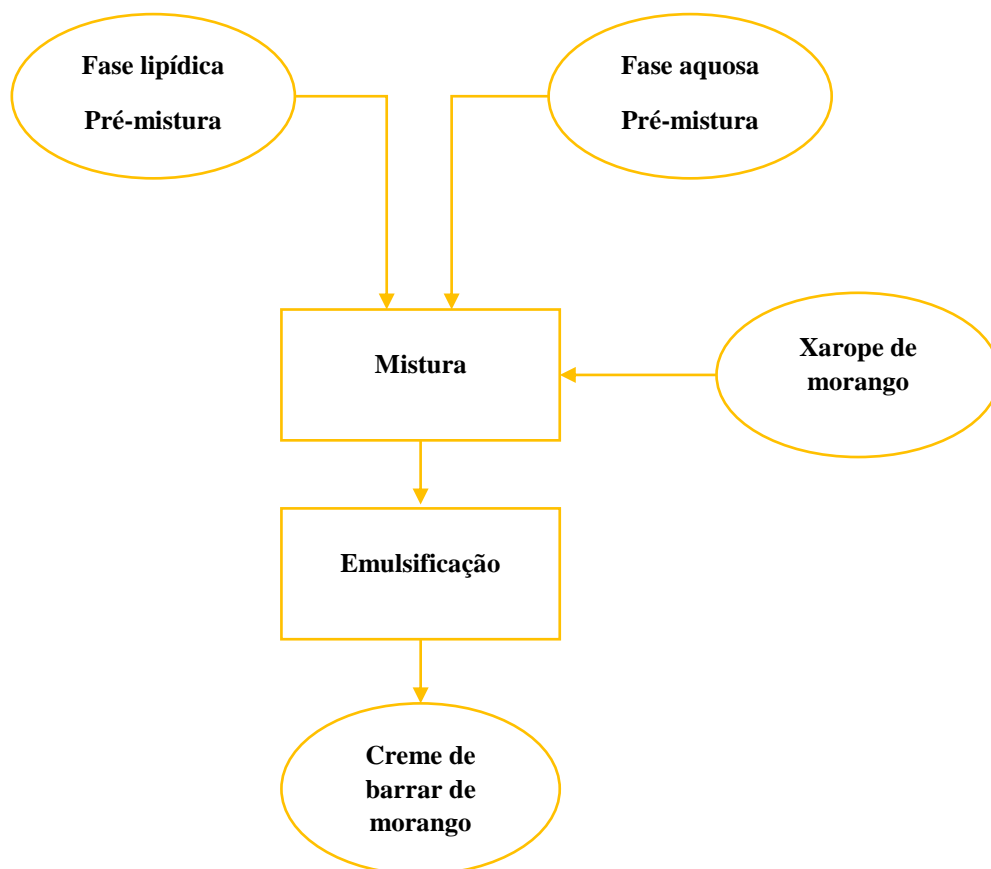 Fase lipídica
Pré-mistura
Fase aquosa
Pré-mistura
Mistura
Xarope de
morango
Emulsificação
Creme de
barrar de
morango